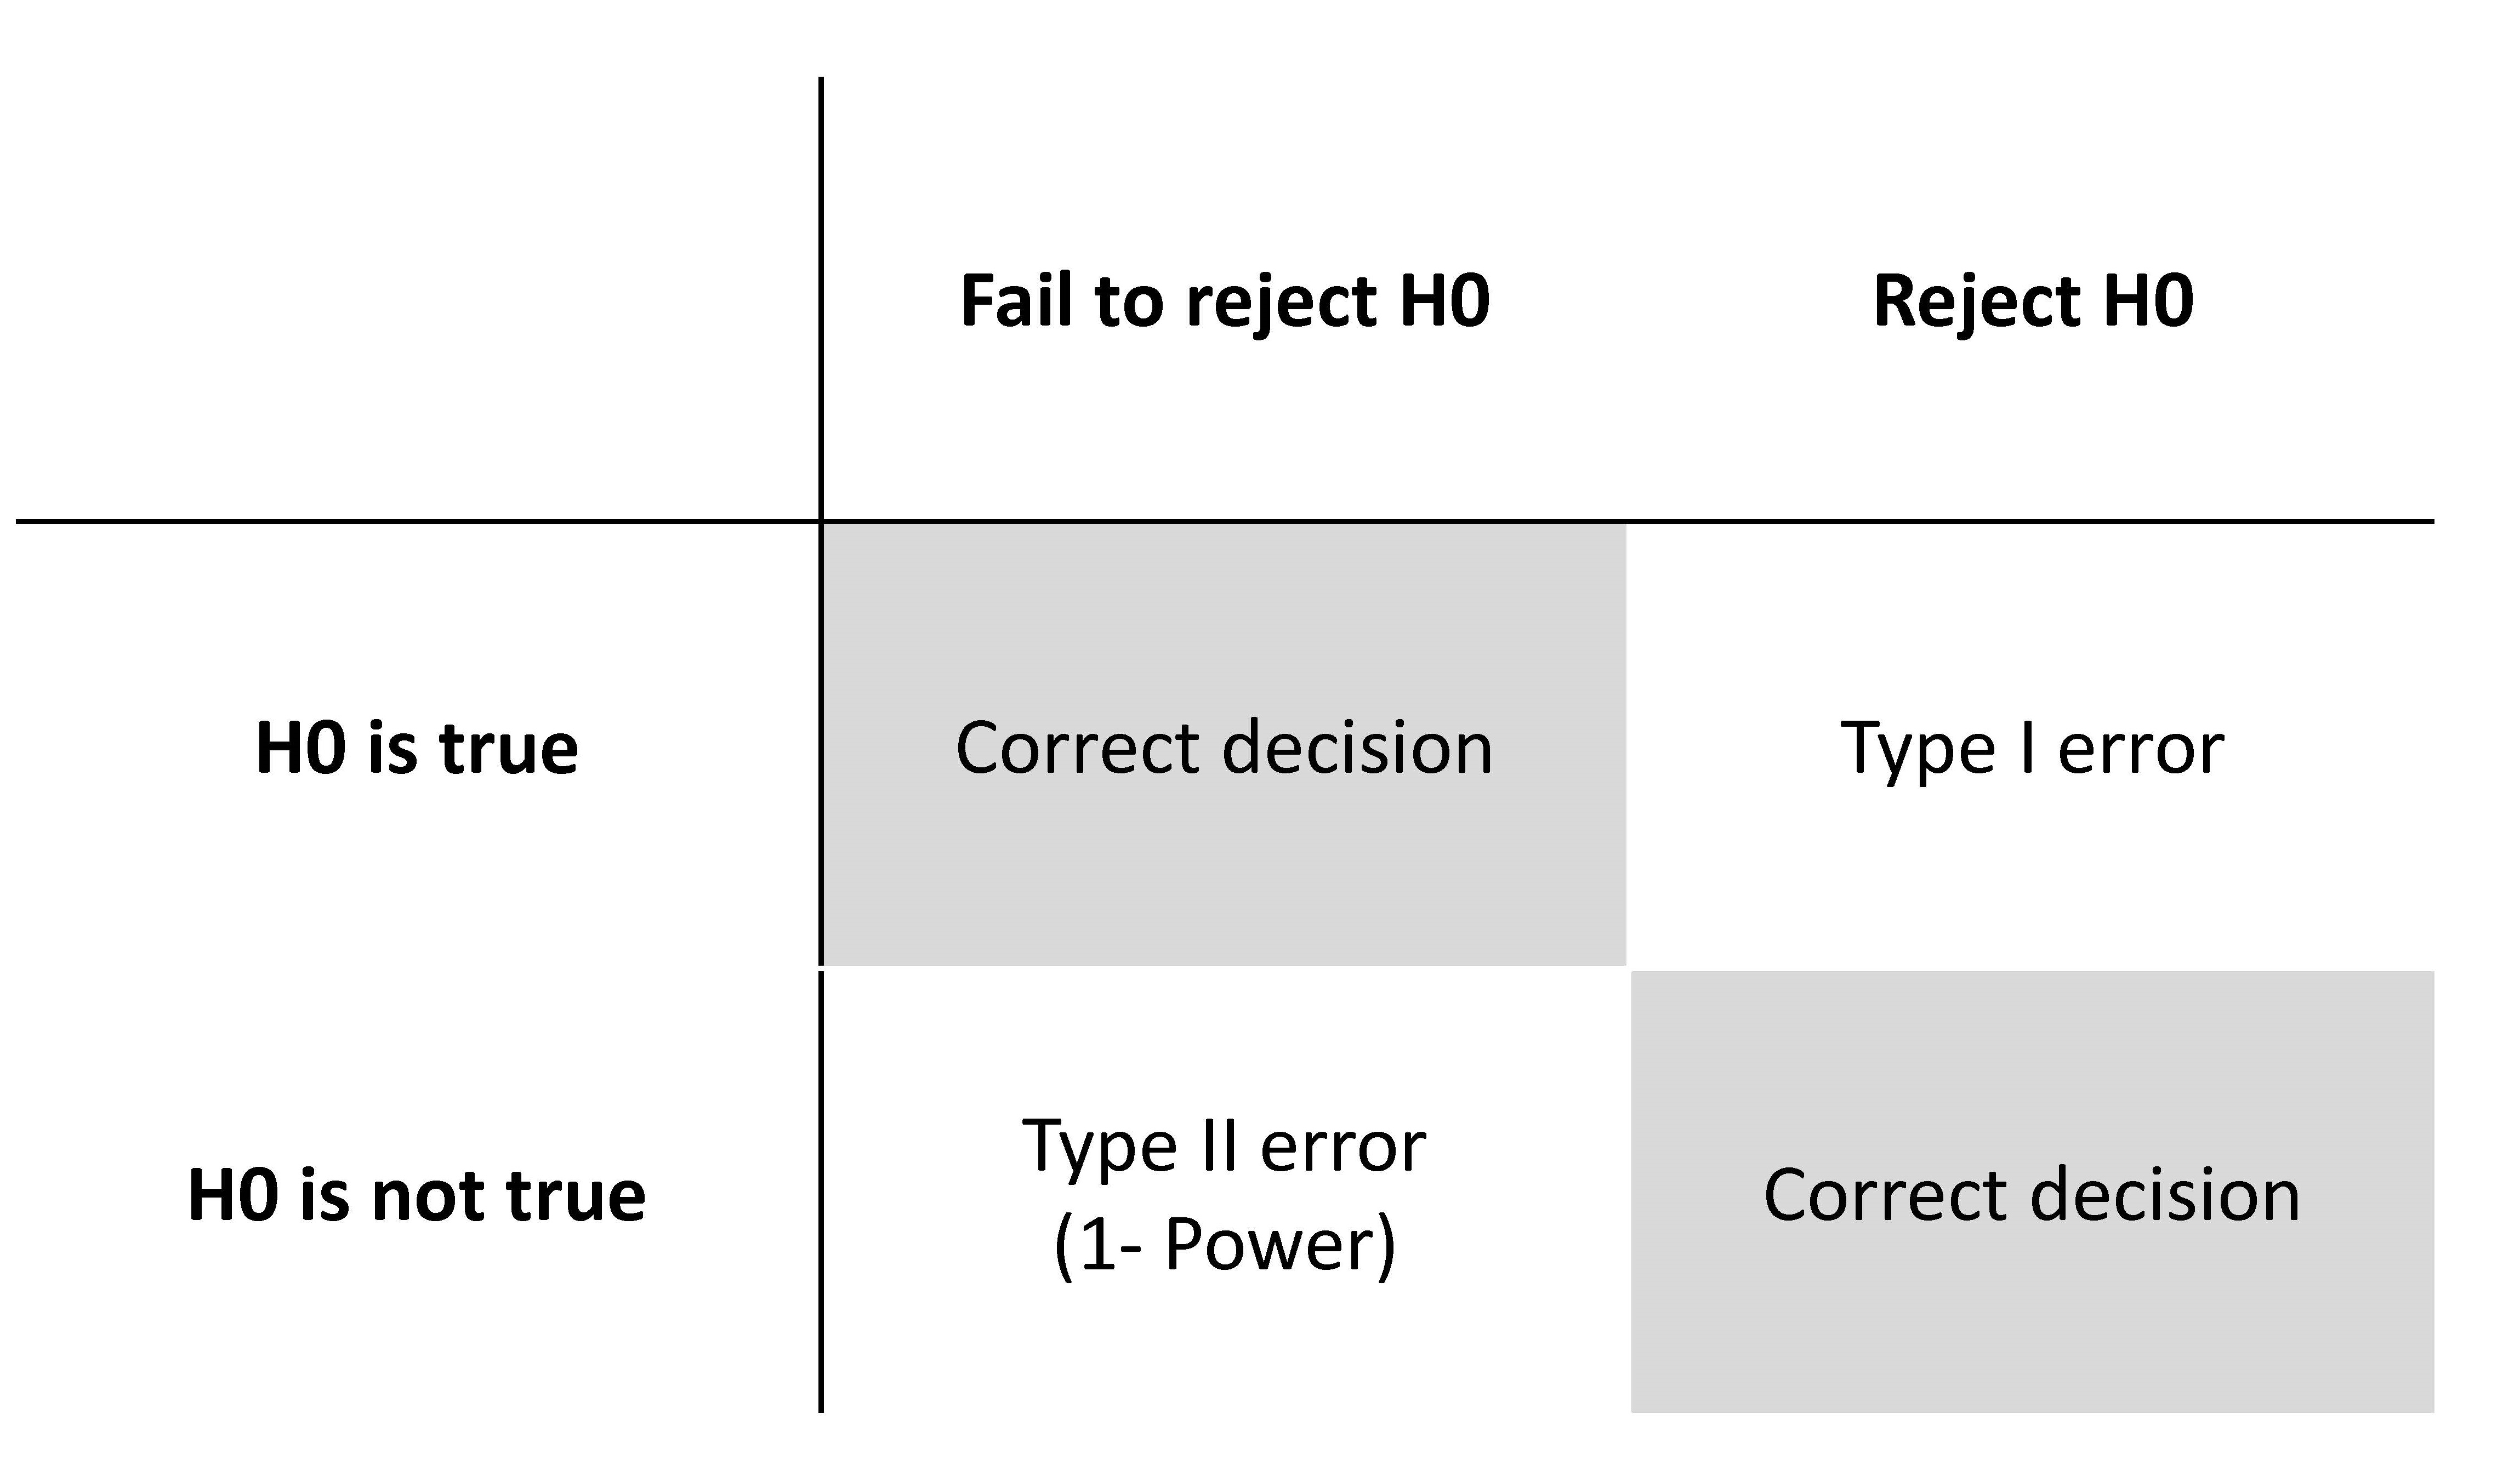 Fail to reject H0
Reject H0
H0 is true
Correct decision
Type I error
H0 is not true
Type II error
(1- Power)
Correct decision